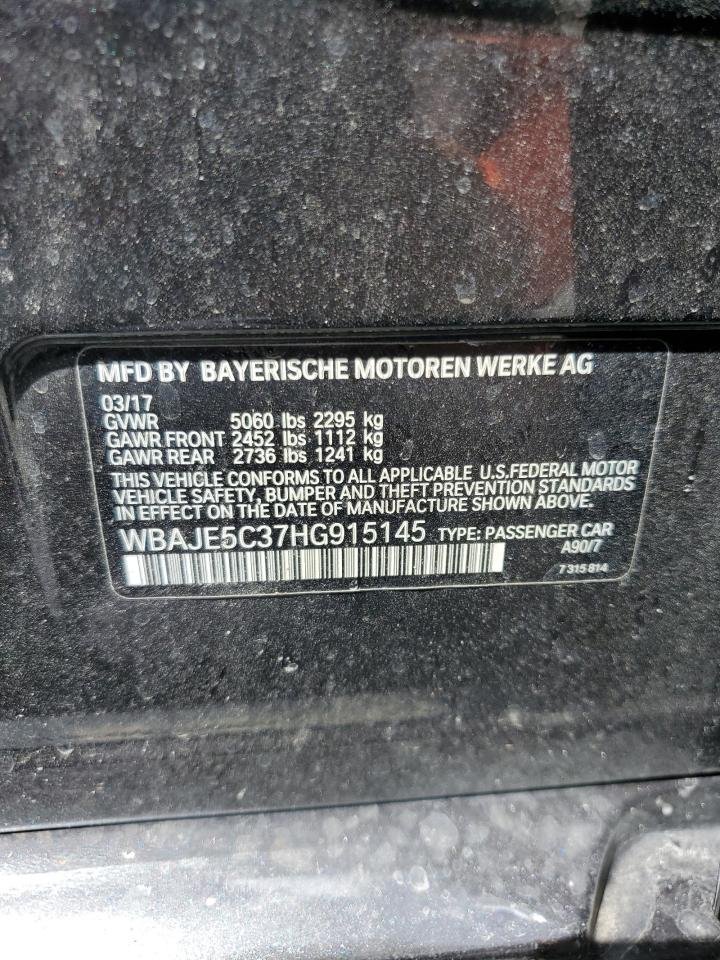 MFD BY BAYERISCHE MOTOREN WERKE AG
03/17
GVWR 5060 lbs 2295 kg
GAWR FRONT 2452 lbs 1112 kg
GAWR REAR 2736 lbs 1241 kg
THIS VEHICLE CONFORMS TO ALL APPLICABLE U.S.FEDERAL MOTOR
VEHICLE SAFETY, BUMPER AND THEFT PREVENTION STANDARDS
IN EFFECT ON THE DATE OF MANUFACTURE SHOWN ABOVE.
WBAJE5C37HG915145 TYPE: PASSENGER CAR
A90/7
7 315 814